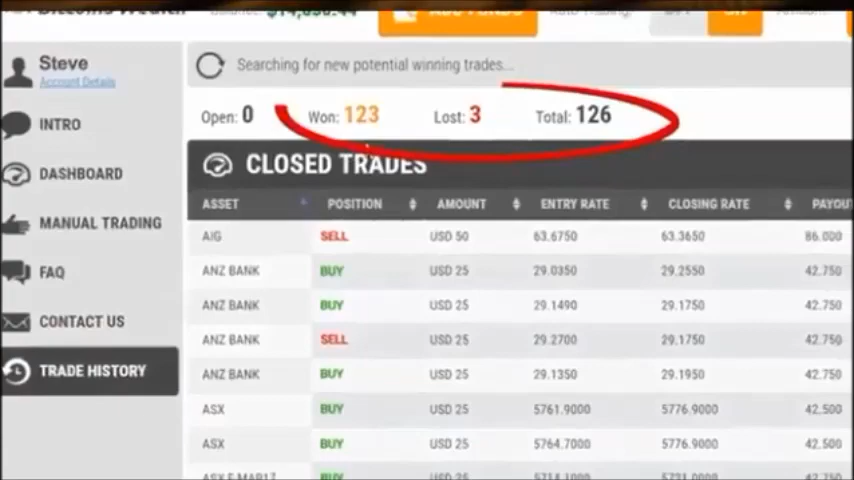 Steve
Account Details
INTRO
DASHBOARD
MANUAL TRADING
FAQ
CONTACT US
TRADE HISTORY
Searching for new potential winning trades...
Open: 0 Won: 123 Lost: 3 Total: 126
CLOSED TRADES
ASSET POSITION AMOUNT ENTRY RATE CLOSING RATE PAYOU
AIG SELL USD 50 63.6750 63.3650 86.000
ANZ BANK BUY USD 25 29.0350 29.2550 42.750
ANZ BANK BUY USD 25 29.1490 29.1750 42.750
ANZ BANK SELL USD 25 29.2700 29.1750 42.750
ANZ BANK BUY USD 25 29.1350 29.1950 42.750
ASX BUY USD 25 5761.9000 5776.9000 42.500
ASX BUY USD 25 5764.7000 5776.9000 42.500
BUY USD 25